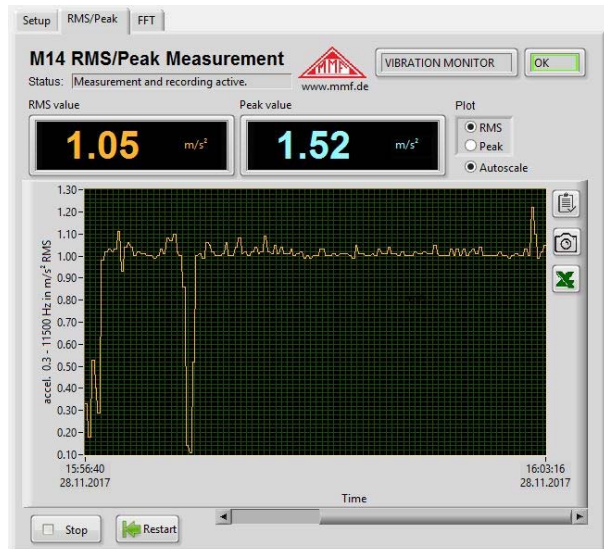 Setup RMS/Peak FFT
M14 RMS/Peak Measurement
MMF
www.mmf.de
VIBRATION MONITOR
OK
Status: Measurement and recording active.
RMS value
Peak value
Plot
1.05 m/s²
1.52 m/s²
RMS
Peak
Autoscale
accel. 0.3 - 11500 Hz in m/s² RMS
1.30
1.20
1.10
1.00
0.90
0.80
0.70
0.60
0.50
0.40
0.30
0.20
0.10
15:56:40
28.11.2017
16:03:16
28.11.2017
Time
Stop
Restart